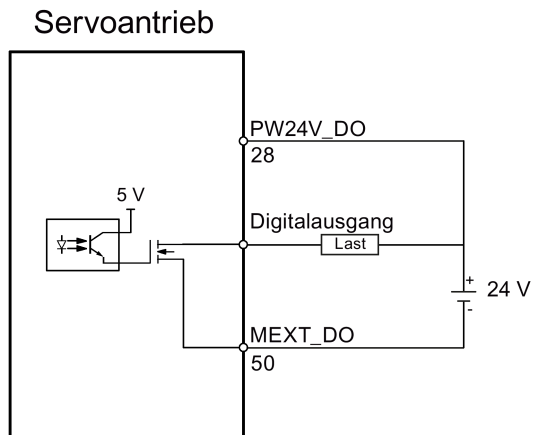 Servoantrieb
PW24V_DO
28
5 V
Digitalausgang
Last
+
24 V
-
MEXT_DO
50